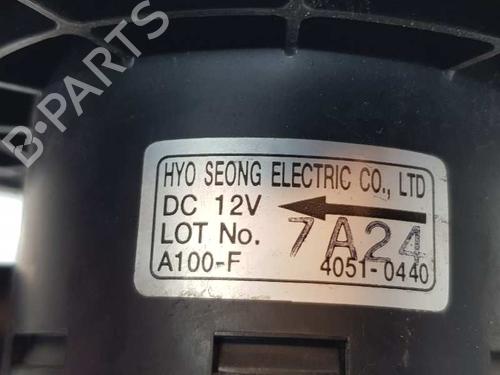 B-PARTS
HYO SEONG ELECTRIC CO., LTD
DC 12V
LOT No. 7A24
A100-F 4051-0440